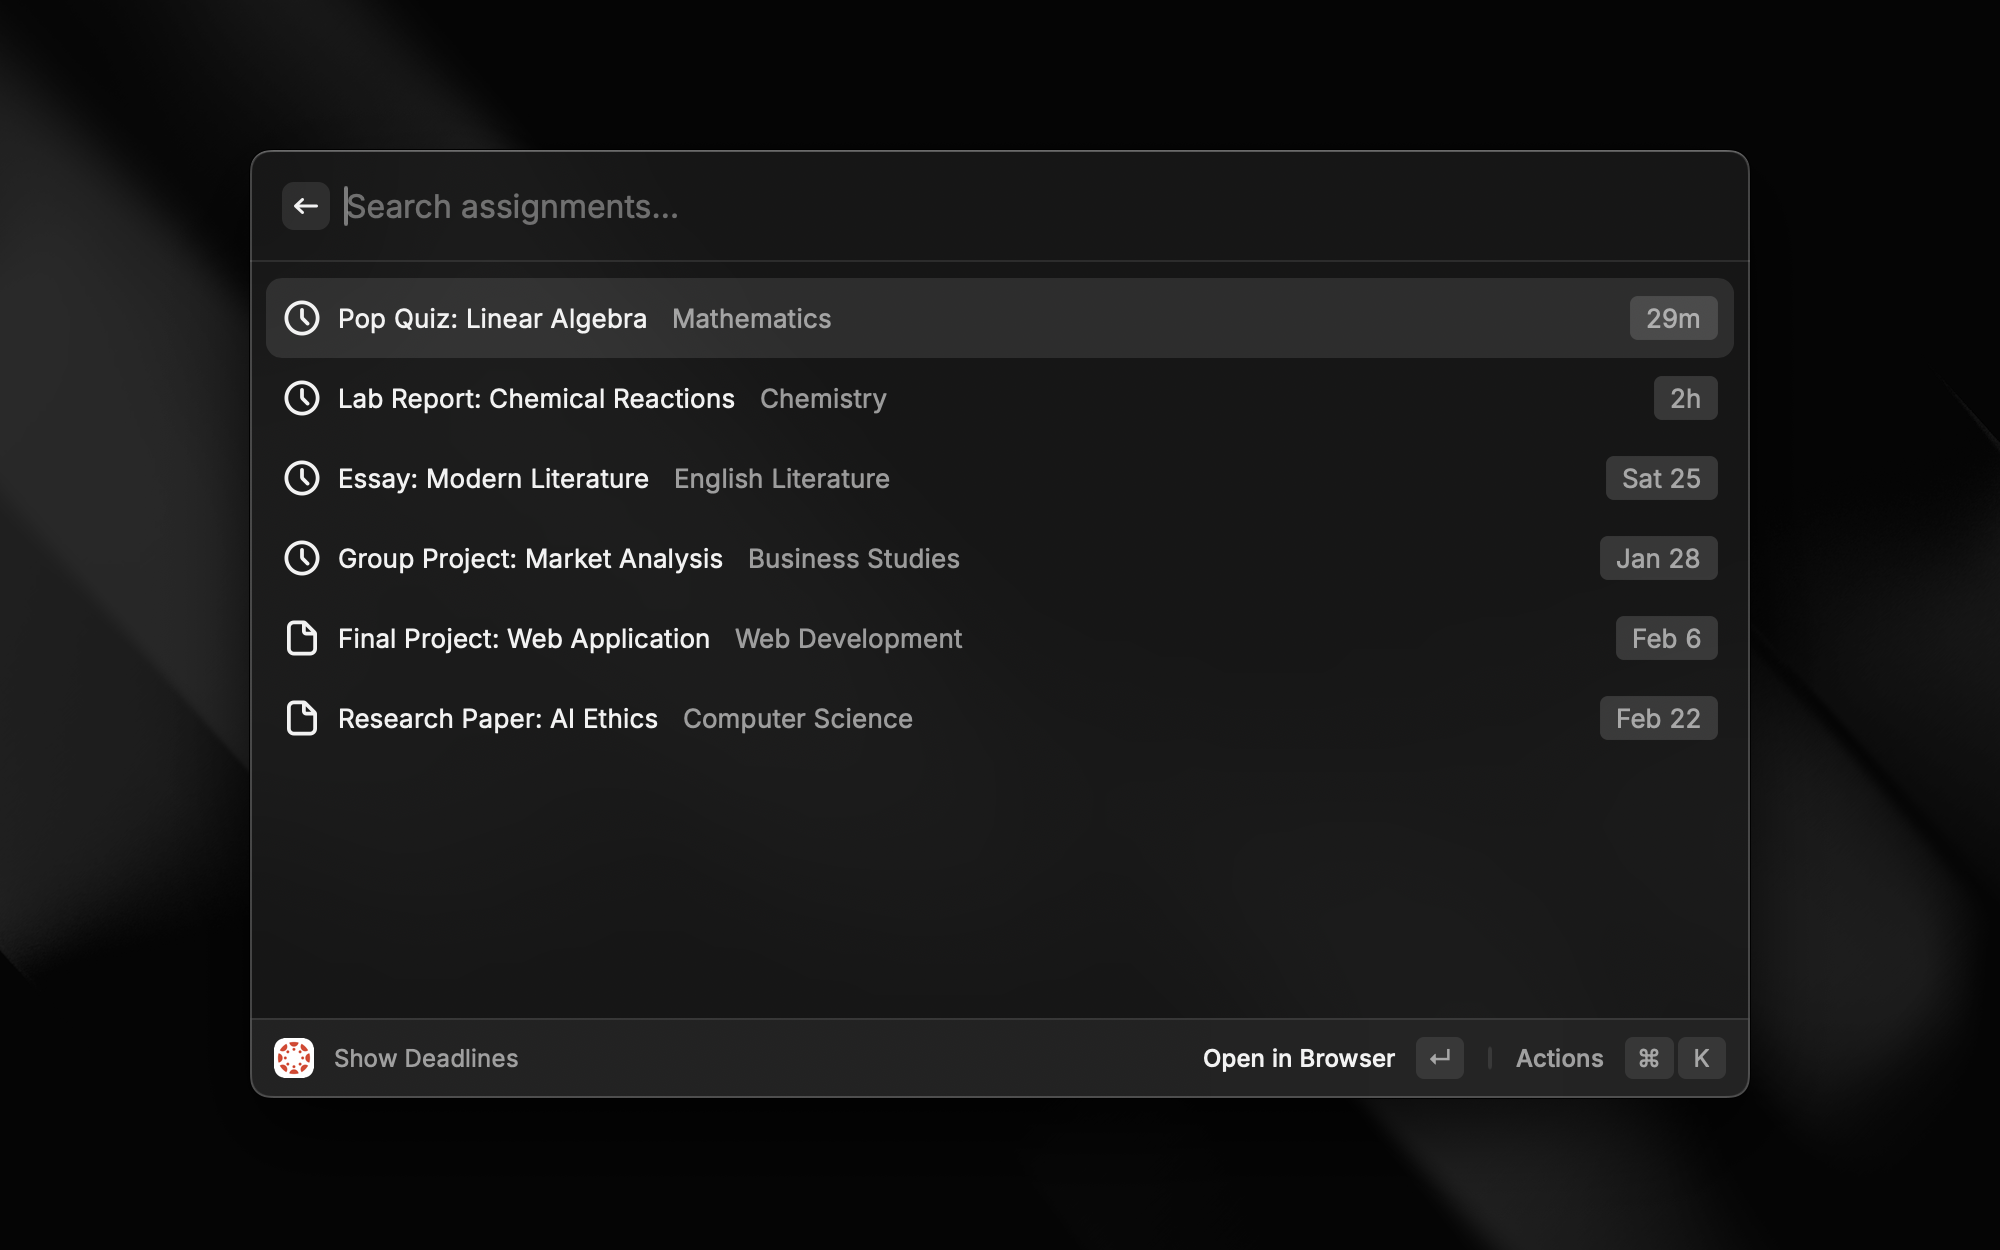 Search assignments...
Pop Quiz: Linear Algebra Mathematics 29m
Lab Report: Chemical Reactions Chemistry 2h
Essay: Modern Literature English Literature Sat 25
Group Project: Market Analysis Business Studies Jan 28
Final Project: Web Application Web Development Feb 6
Research Paper: AI Ethics Computer Science Feb 22
Show Deadlines Open in Browser ↵ Actions ⌘ K